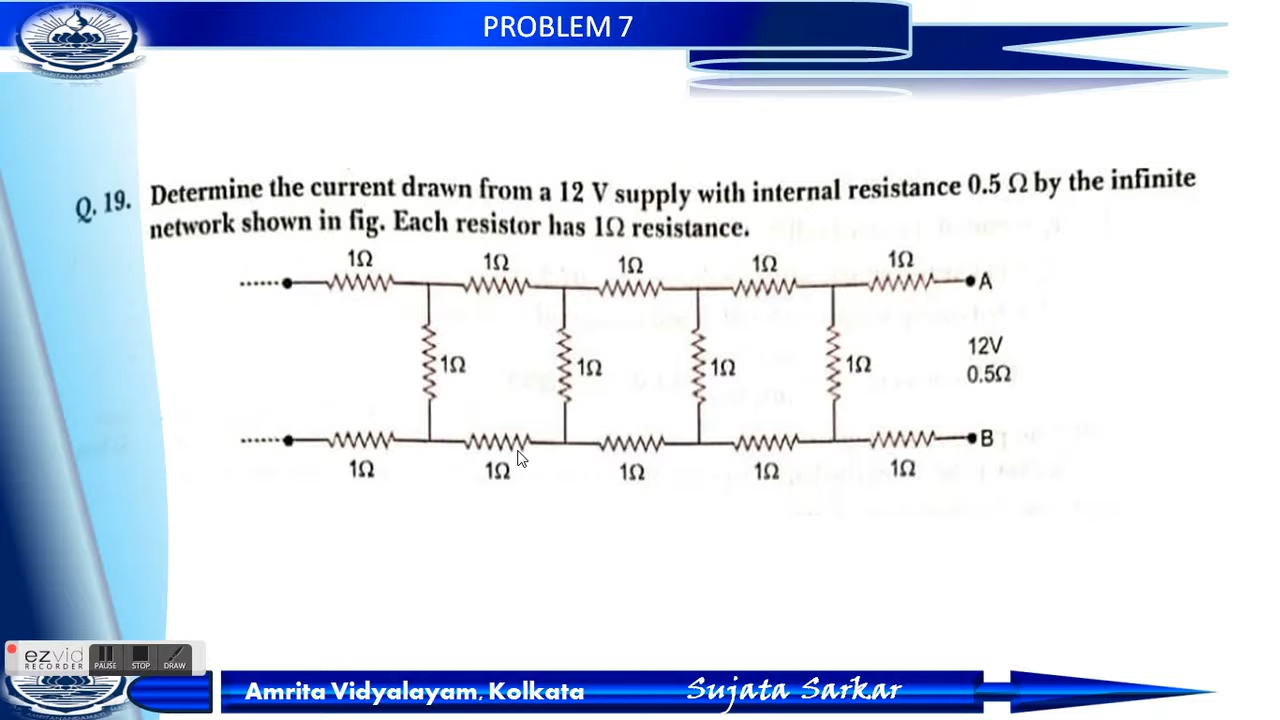 PROBLEM 7
Q. 19. Determine the current drawn from a 12 V supply with internal resistance 0.5 Ω by the infinite
network shown in fig. Each resistor has 1Ω resistance.
1Ω 1Ω 1Ω 1Ω 1Ω
A
1Ω 1Ω 1Ω 1Ω 12V
0.5Ω
B
1Ω 1Ω 1Ω 1Ω 1Ω
ezvid
RECORDER
PAUSE STOP DRAW
Amrita Vidyalayam, Kolkata Sujata Sarkar